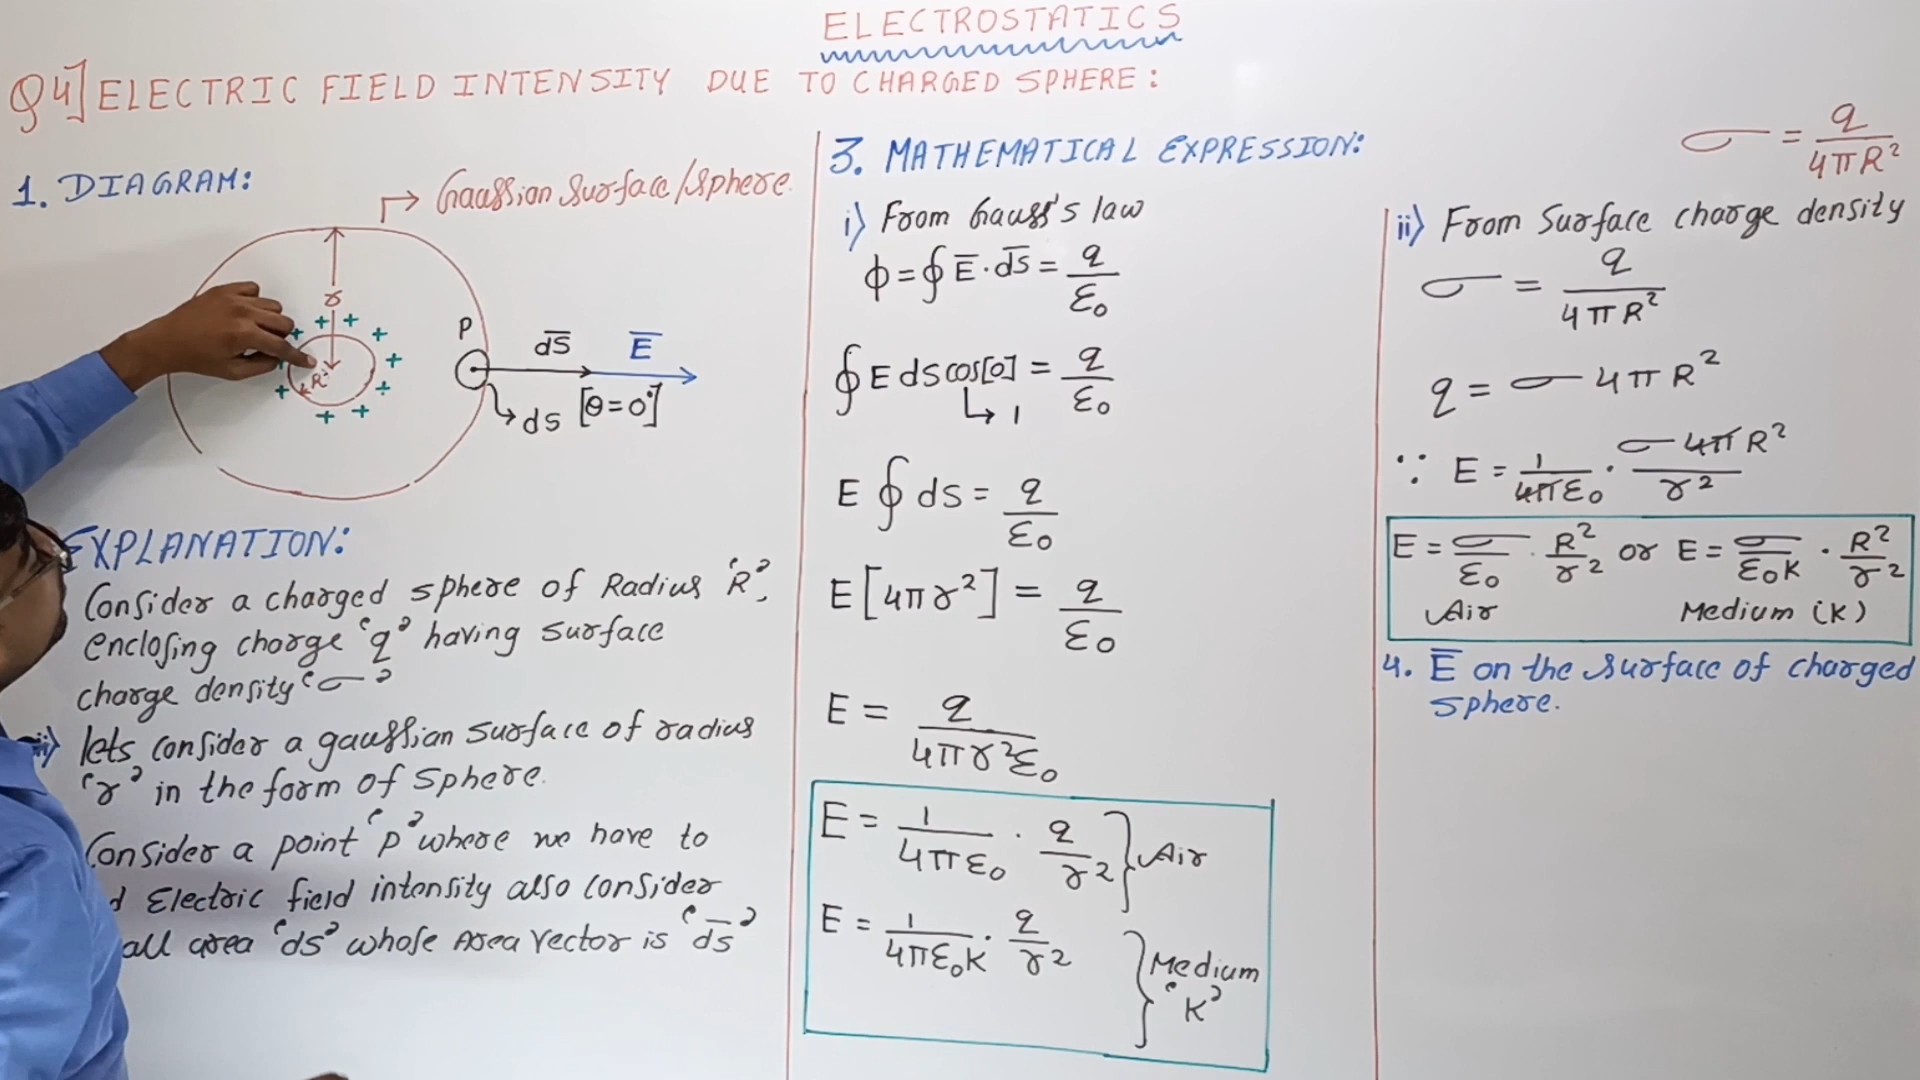 ELECTROSTATICS
Q4] ELECTRIC FIELD INTENSITY DUE TO CHARGED SPHERE:
1. DIAGRAM:
Gaussian Surface/Sphere
r
R
+ + + + + + + + +
P
ds̅
E̅
ds [θ=0°]
EXPLANATION:
Consider a charged sphere of Radius 'R',
enclosing charge 'q' having surface
charge density 'σ'
ii) lets consider a gaussian surface of radius
'r' in the form of sphere.
Consider a point 'p' where we have to
Electric field intensity also consider
area 'ds' whose Area vector is 'ds̅'
3. MATHEMATICAL EXPRESSION:
i) From Gauss's law
ϕ = ∮ E̅ · ds̅ = q/ε₀
∮ E ds cos[0] = q/ε₀
↳ 1
E ∮ ds = q/ε₀
E [4πr²] = q/ε₀
E = q/4πr²ε₀
E = 1/4πε₀ · q/r² } Air
E = 1/4πε₀K · q/r² } Medium 'K'
σ = q/4πR²
ii) From Surface charge density
σ = q/4πR²
q = σ 4πR²
∵ E = 1/4πε₀ · σ 4πR²/r²
E = σ/ε₀ · R²/r² or E = σ/ε₀K · R²/r²
Air Medium (K)
4. E̅ on the surface of charged
sphere.